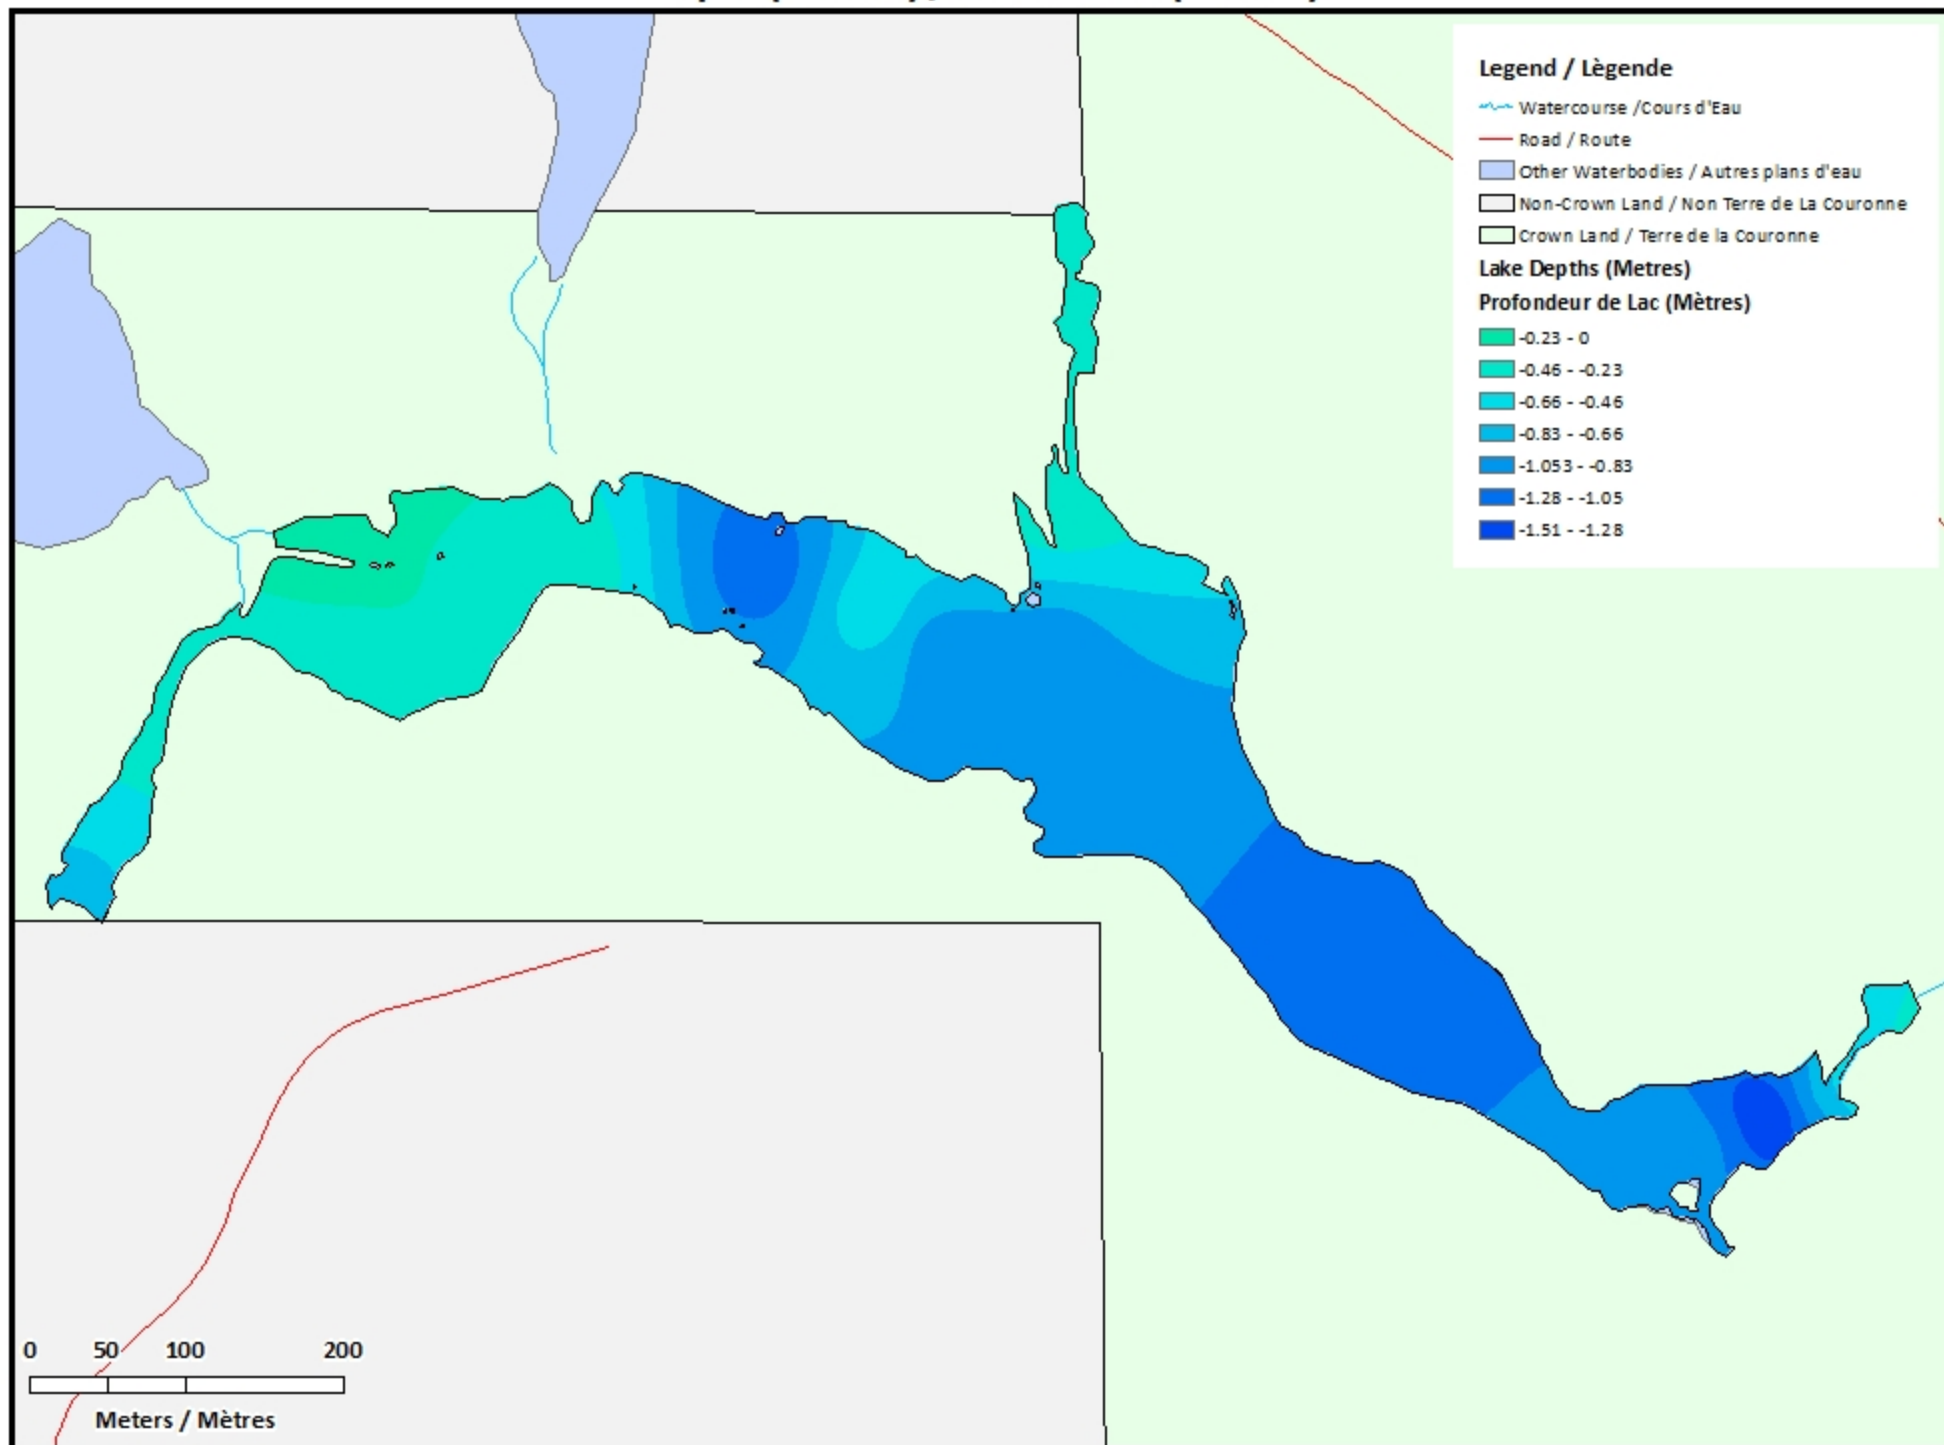 Legend / Lègende
Watercourse /Cours d'Eau
Road / Route
Other Waterbodies / Autres plans d'eau
Non-Crown Land / Non Terre de La Couronne
Crown Land / Terre de la Couronne
Lake Depths (Metres)
Profondeur de Lac (Mètres)
-0.23 - 0
-0.46 - -0.23
-0.66 - -0.46
-0.83 - -0.66
-1.053 - -0.83
-1.28 - -1.05
-1.51 - -1.28
0 50 100 200
Meters / Mètres